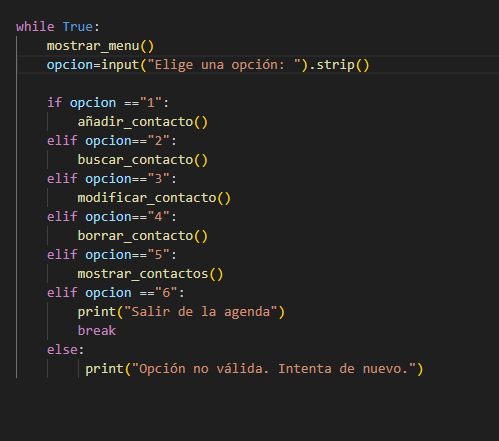 while True:
    mostrar_menu()
    opcion=input("Elige una opción: ").strip()
    if opcion =="1":
        añadir_contacto()
    elif opcion=="2":
        buscar_contacto()
    elif opcion=="3":
        modificar_contacto()
    elif opcion=="4":
        borrar_contacto()
    elif opcion=="5":
        mostrar_contactos()
    elif opcion =="6":
        print("Salir de la agenda")
        break
    else:
         print("Opción no válida. Intenta de nuevo.")